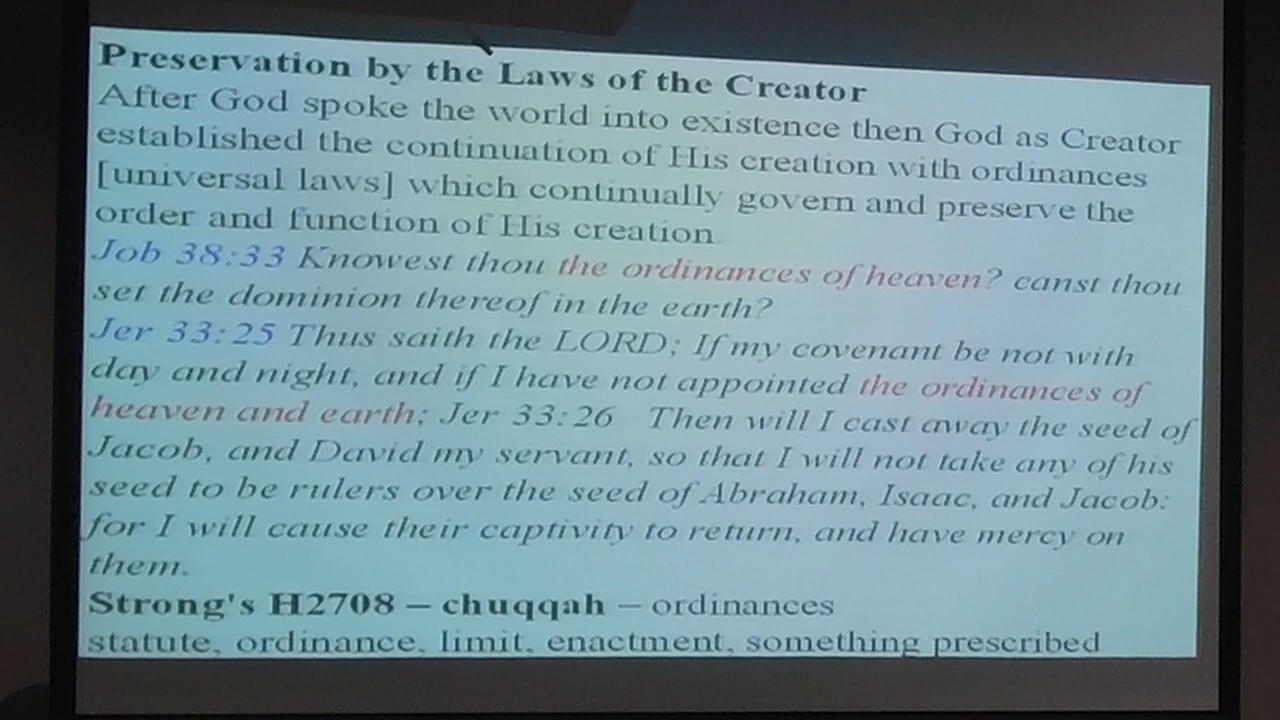 Preservation by the Laws of the Creator
After God spoke the world into existence then God as Creator
established the continuation of His creation with ordinances
[universal laws] which continually govern and preserve the
order and function of His creation
Job 38:33 Knowest thou the ordinances of heaven? canst thou
set the dominion thereof in the earth?
Jer 33:25 Thus saith the LORD; If my covenant be not with
day and night, and if I have not appointed the ordinances of
heaven and earth; Jer 33:26 Then will I cast away the seed of
Jacob, and David my servant, so that I will not take any of his
seed to be rulers over the seed of Abraham, Isaac, and Jacob:
for I will cause their captivity to return, and have mercy on
them.
Strong's H2708 – chuqqah – ordinances
statute, ordinance, limit, enactment, something prescribed